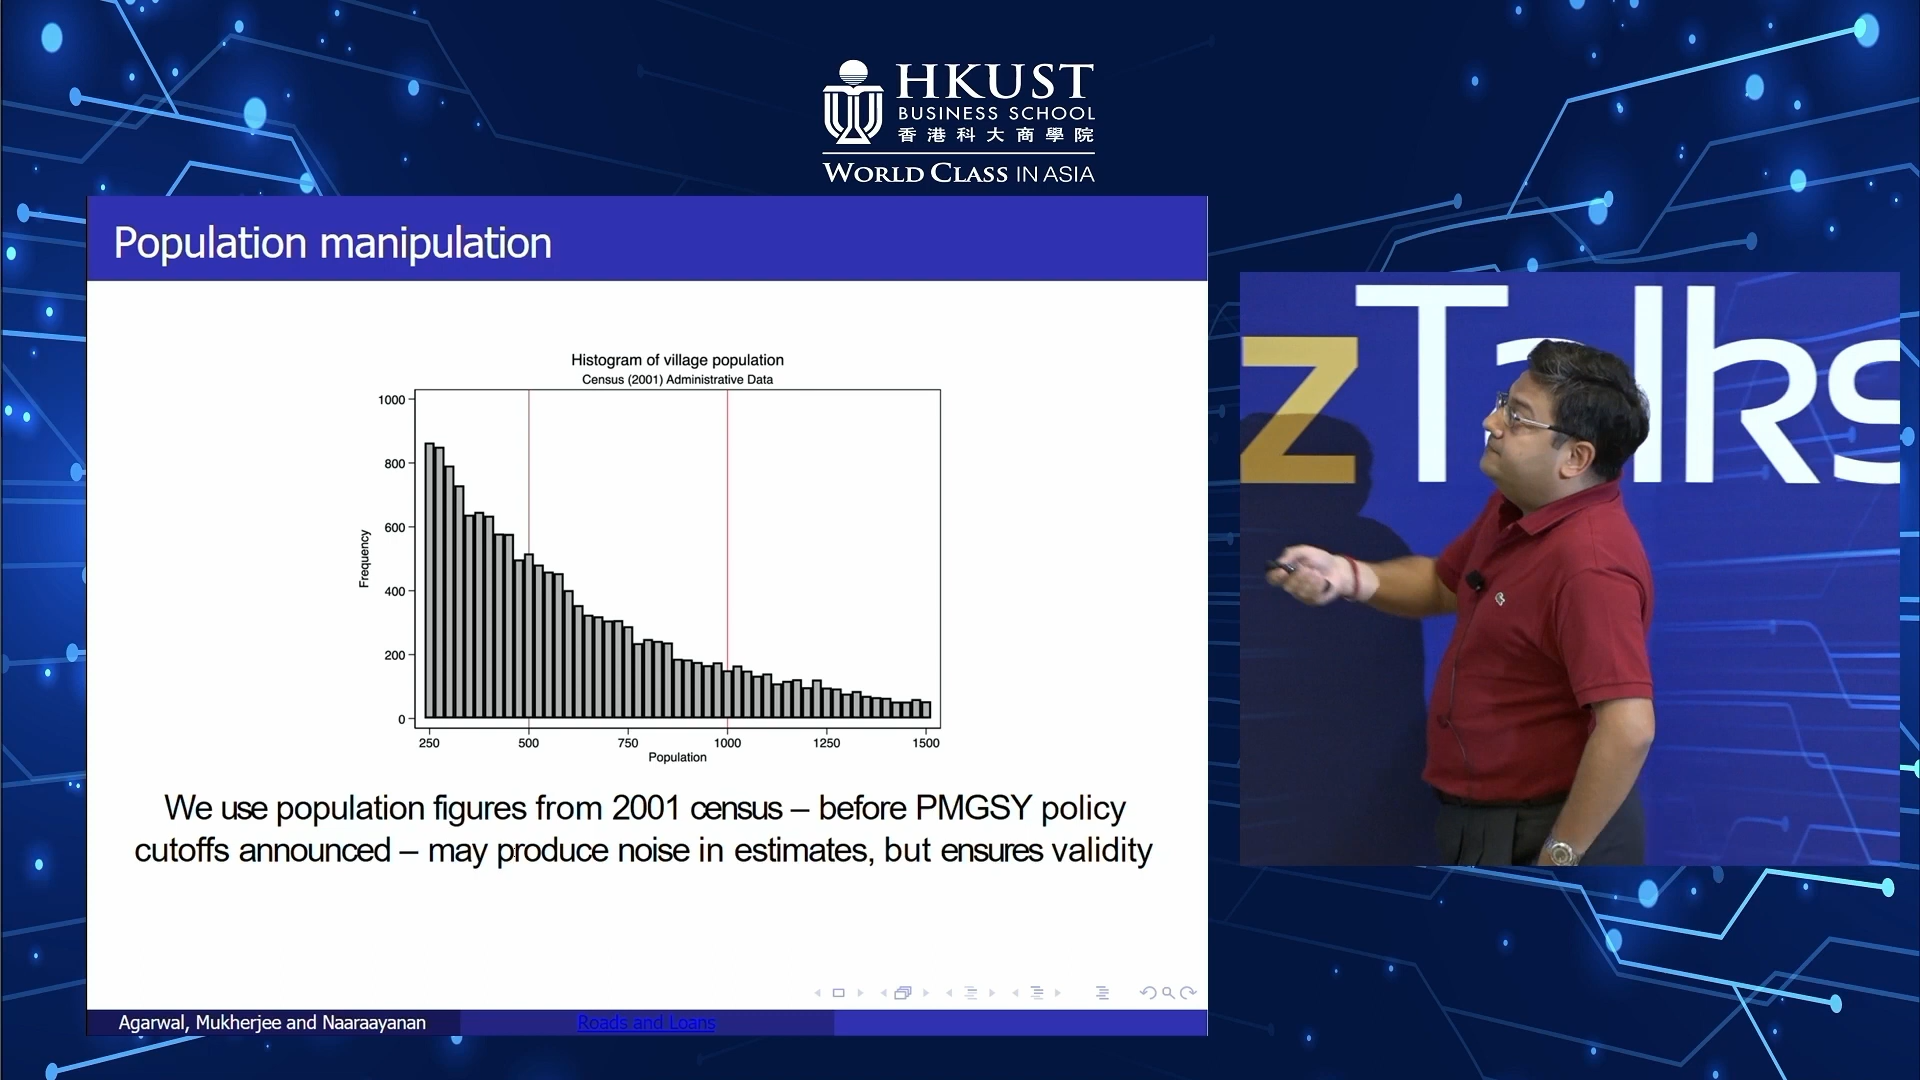 HKUST
BUSINESS SCHOOL
香港科大商學院
WORLD CLASS IN ASIA
Population manipulation
Histogram of village population
Census (2001) Administrative Data
1000
800
600
400
200
0
Frequency
250 500 750 1000 1250 1500
Population
We use population figures from 2001 census – before PMGSY policy
cutoffs announced – may produce noise in estimates, but ensures validity
Agarwal, Mukherjee and Naaraayanan
Roads and Loans
zTalks